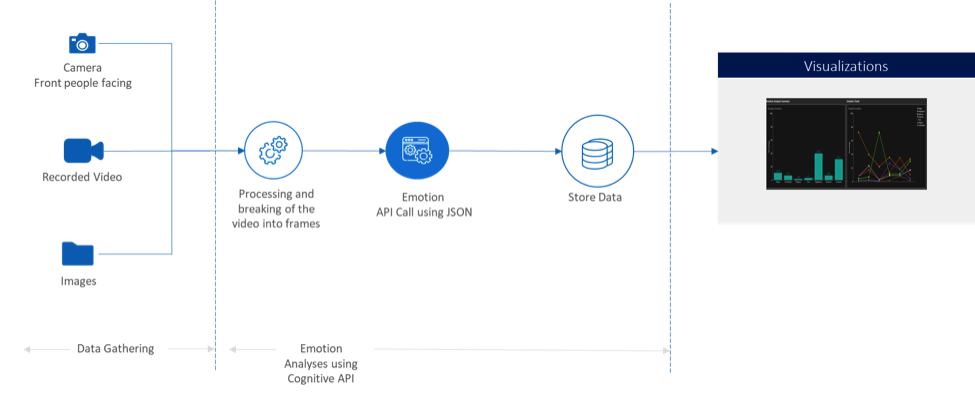 Camera
Front people facing
Recorded Video
Images
Processing and
breaking of the
video into frames
Emotion
API Call using JSON
Store Data
Visualizations
Data Gathering
Emotion
Analyses using
Cognitive API